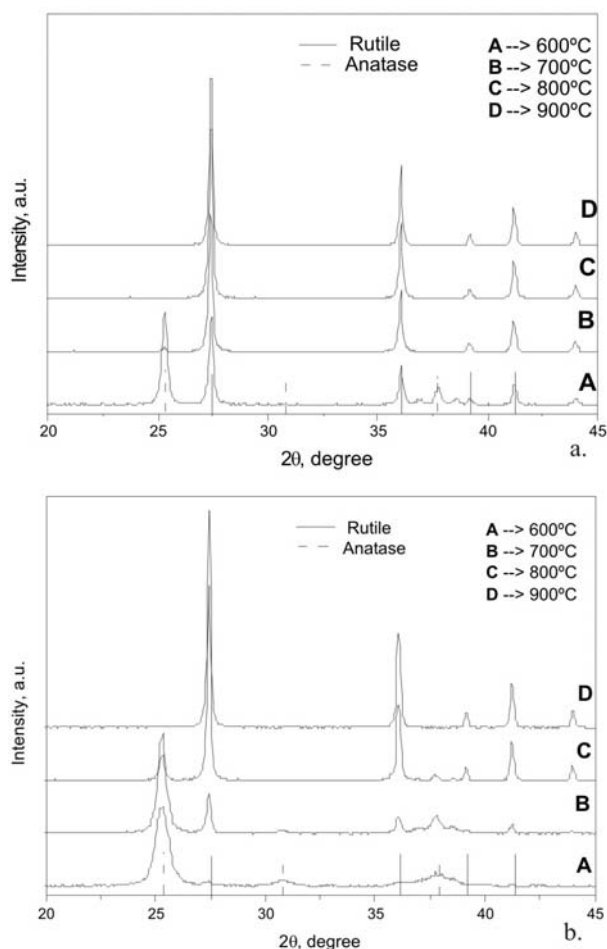 Rutile
Anatase
A --> 600ºC
B --> 700ºC
C --> 800ºC
D --> 900ºC
Intensity, a.u.
D
C
B
A
20 25 30 35 40 45
2θ, degree
a.
Rutile
Anatase
A --> 600ºC
B --> 700ºC
C --> 800ºC
D --> 900ºC
Intensity, a.u.
D
C
B
A
20 25 30 35 40 45
2θ, degree
b.